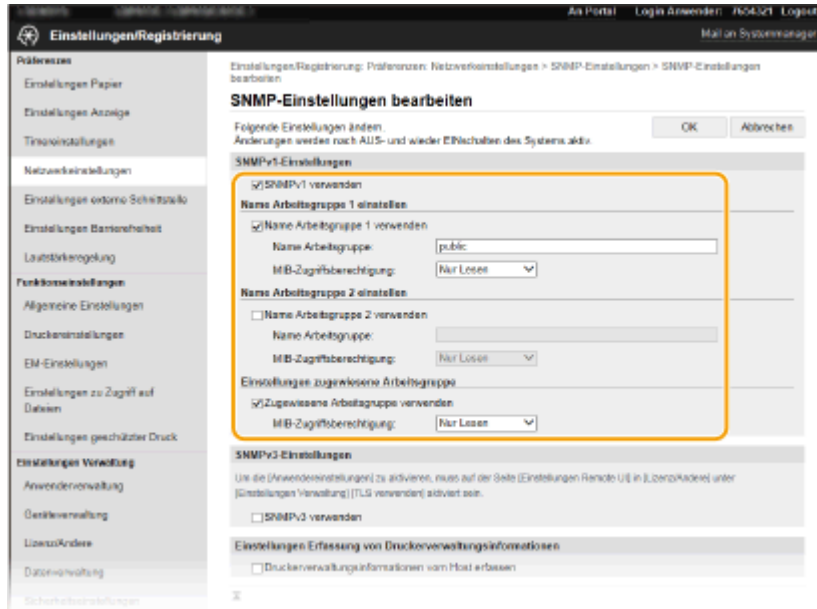 An Portal Login Anwender: 7654321 Logout
Einstellungen/Registrierung
Mail an Systemmanager
Präferenzen
Einstellungen Papier
Einstellungen Anzeige
Timereinstellungen
Netzwerkeinstellungen
Einstellungen externe Schnittstelle
Einstellungen Barrierefreiheit
Lautstärkeregelung
Funktionseinstellungen
Allgemeine Einstellungen
Druckereinstellungen
EM-Einstellungen
Einstellungen zu Zugriff auf
Dateien
Einstellungen geschützter Druck
Einstellungen Verwaltung
Anwenderverwaltung
Geräteverwaltung
Lizenz/Andere
Datenverwaltung
Sicherheitseinstellungen
Einstellungen/Registrierung: Präferenzen: Netzwerkeinstellungen > SNMP-Einstellungen > SNMP-Einstellungen
bearbeiten
SNMP-Einstellungen bearbeiten
Folgende Einstellungen ändern.
Änderungen werden nach AUS- und wieder EINschalten des Systems aktiv.
OK Abbrechen
SNMPv1-Einstellungen
SNMPv1 verwenden
Name Arbeitsgruppe 1 einstellen
Name Arbeitsgruppe 1 verwenden
Name Arbeitsgruppe: public
MIB-Zugriffsberechtigung: Nur Lesen
Name Arbeitsgruppe 2 einstellen
Name Arbeitsgruppe 2 verwenden
Name Arbeitsgruppe:
MIB-Zugriffsberechtigung: Nur Lesen
Einstellungen zugewiesene Arbeitsgruppe
Zugewiesene Arbeitsgruppe verwenden
MIB-Zugriffsberechtigung: Nur Lesen
SNMPv3-Einstellungen
Um die [Anwendereinstellungen] zu aktivieren, muss auf der Seite [Einstellungen Remote UI] in [Lizenz/Andere] unter
[Einstellungen Verwaltung] [TLS verwenden] aktiviert sein.
SNMPv3 verwenden
Einstellungen Erfassung von Druckerverwaltungsinformationen
Druckerverwaltungsinformationen vom Host erfassen